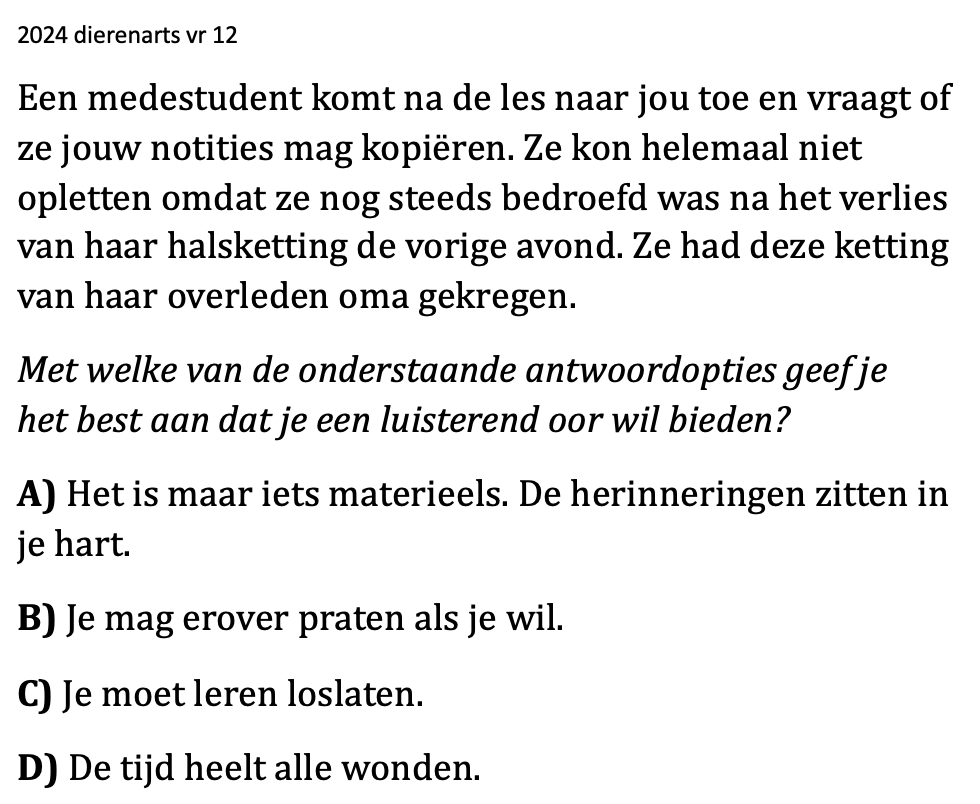 2024 dierenarts vr 12
Een medestudent komt na de les naar jou toe en vraagt of
ze jouw notities mag kopiëren. Ze kon helemaal niet
opletten omdat ze nog steeds bedroefd was na het verlies
van haar halsketting de vorige avond. Ze had deze ketting
van haar overleden oma gekregen.
Met welke van de onderstaande antwoordopties geef je
het best aan dat je een luisterend oor wil bieden?
A) Het is maar iets materieels. De herinneringen zitten in
je hart.
B) Je mag erover praten als je wil.
C) Je moet leren loslaten.
D) De tijd heelt alle wonden.